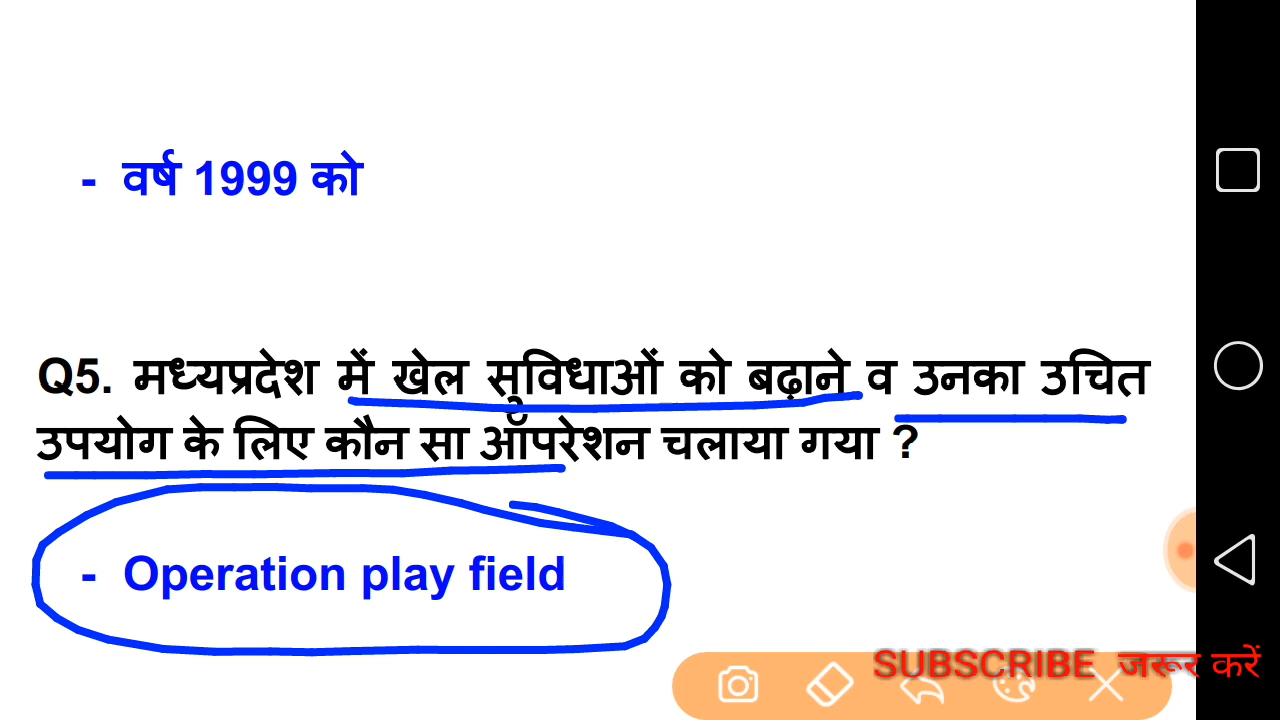 - वर्ष 1999 को
Q5. मध्यप्रदेश में खेल सुविधाओं को बढ़ाने व उनका उचित
उपयोग के लिए कौन सा ऑपरेशन चलाया गया ?
- Operation play field
SUBSCRIBE जरूर करें